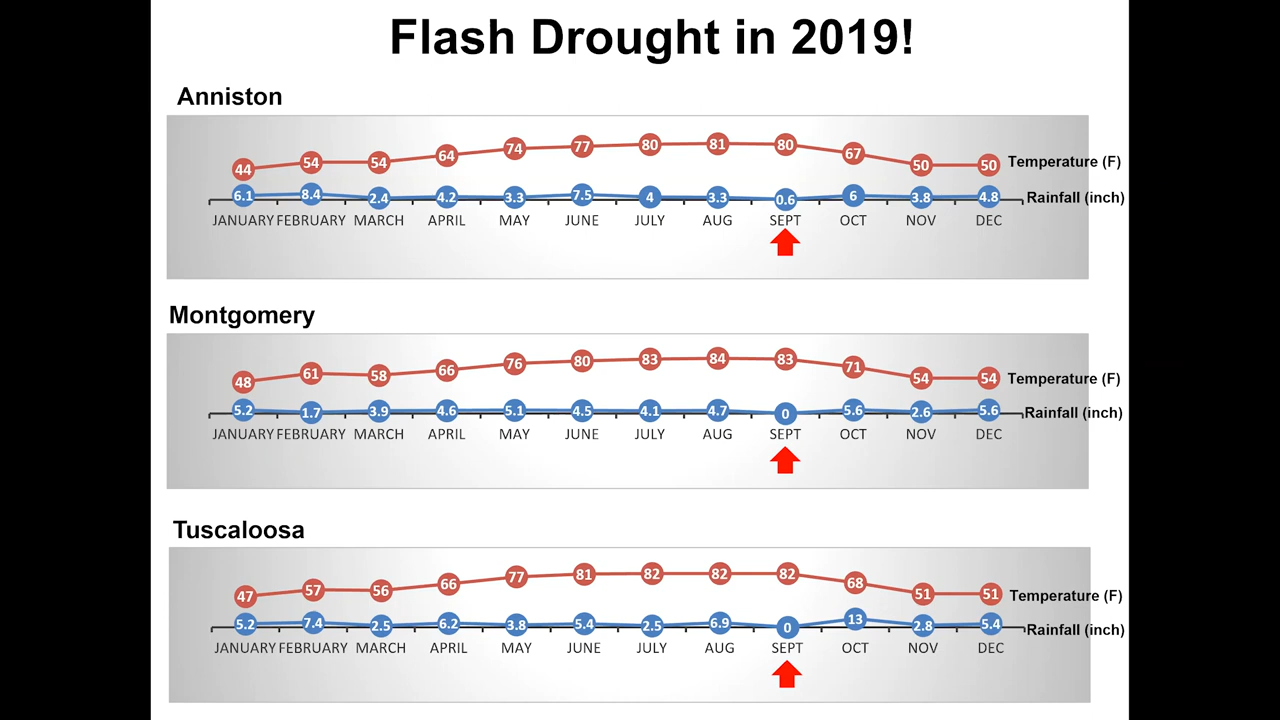 Flash Drought in 2019!
Anniston
44 54 54 64 74 77 80 81 80 67 50 50 Temperature (F)
6.1 8.4 2.4 4.2 3.3 7.5 4 3.3 0.6 6 3.8 4.8 Rainfall (inch)
JANUARY FEBRUARY MARCH APRIL MAY JUNE JULY AUG SEPT OCT NOV DEC
Montgomery
48 61 58 66 76 80 83 84 83 71 54 54 Temperature (F)
5.2 1.7 3.9 4.6 5.1 4.5 4.1 4.7 0 5.6 2.6 5.6 Rainfall (inch)
JANUARY FEBRUARY MARCH APRIL MAY JUNE JULY AUG SEPT OCT NOV DEC
Tuscaloosa
47 57 56 66 77 81 82 82 82 68 51 51 Temperature (F)
5.2 7.4 2.5 6.2 3.8 5.4 2.5 6.9 0 13 2.8 5.4 Rainfall (inch)
JANUARY FEBRUARY MARCH APRIL MAY JUNE JULY AUG SEPT OCT NOV DEC